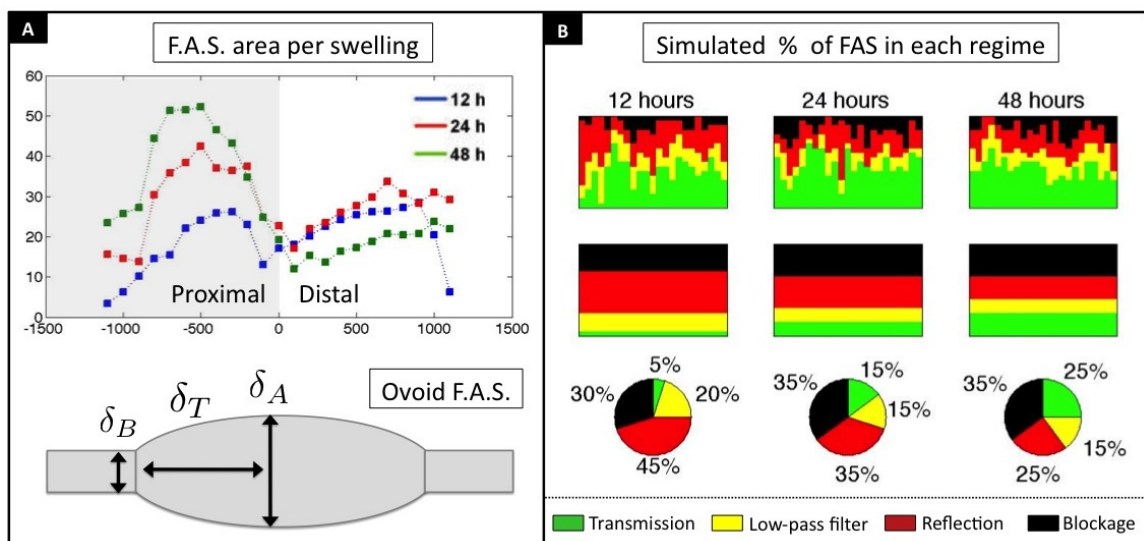 A
F.A.S. area per swelling
60
50
40
30
20
10
0
12 h
24 h
48 h
Proximal Distal
-1500 -1000 -500 0 500 1000 1500
Ovoid F.A.S.
δB
δT
δA
B
Simulated % of FAS in each regime
12 hours 24 hours 48 hours
5%
20%
45%
30%
15%
15%
35%
35%
25%
15%
25%
35%
Transmission Low-pass filter Reflection Blockage